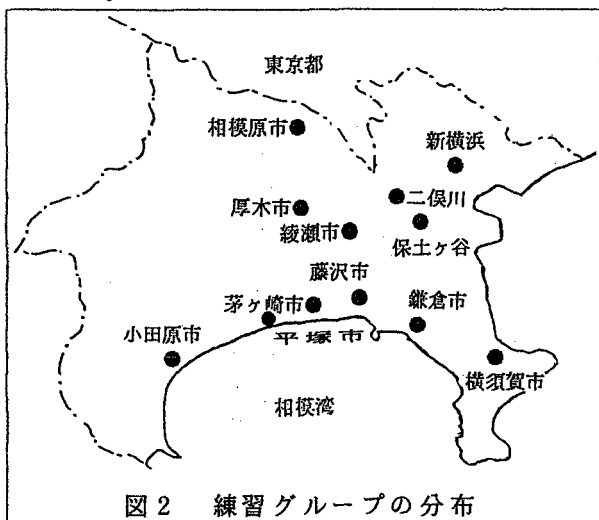 東京都
相模原市
新横浜
二俣川
厚木市
綾瀬市
保土ヶ谷
藤沢市
茅ヶ崎市
鎌倉市
小田原市
平塚市
横須賀市
相模湾
図2 練習グループの分布